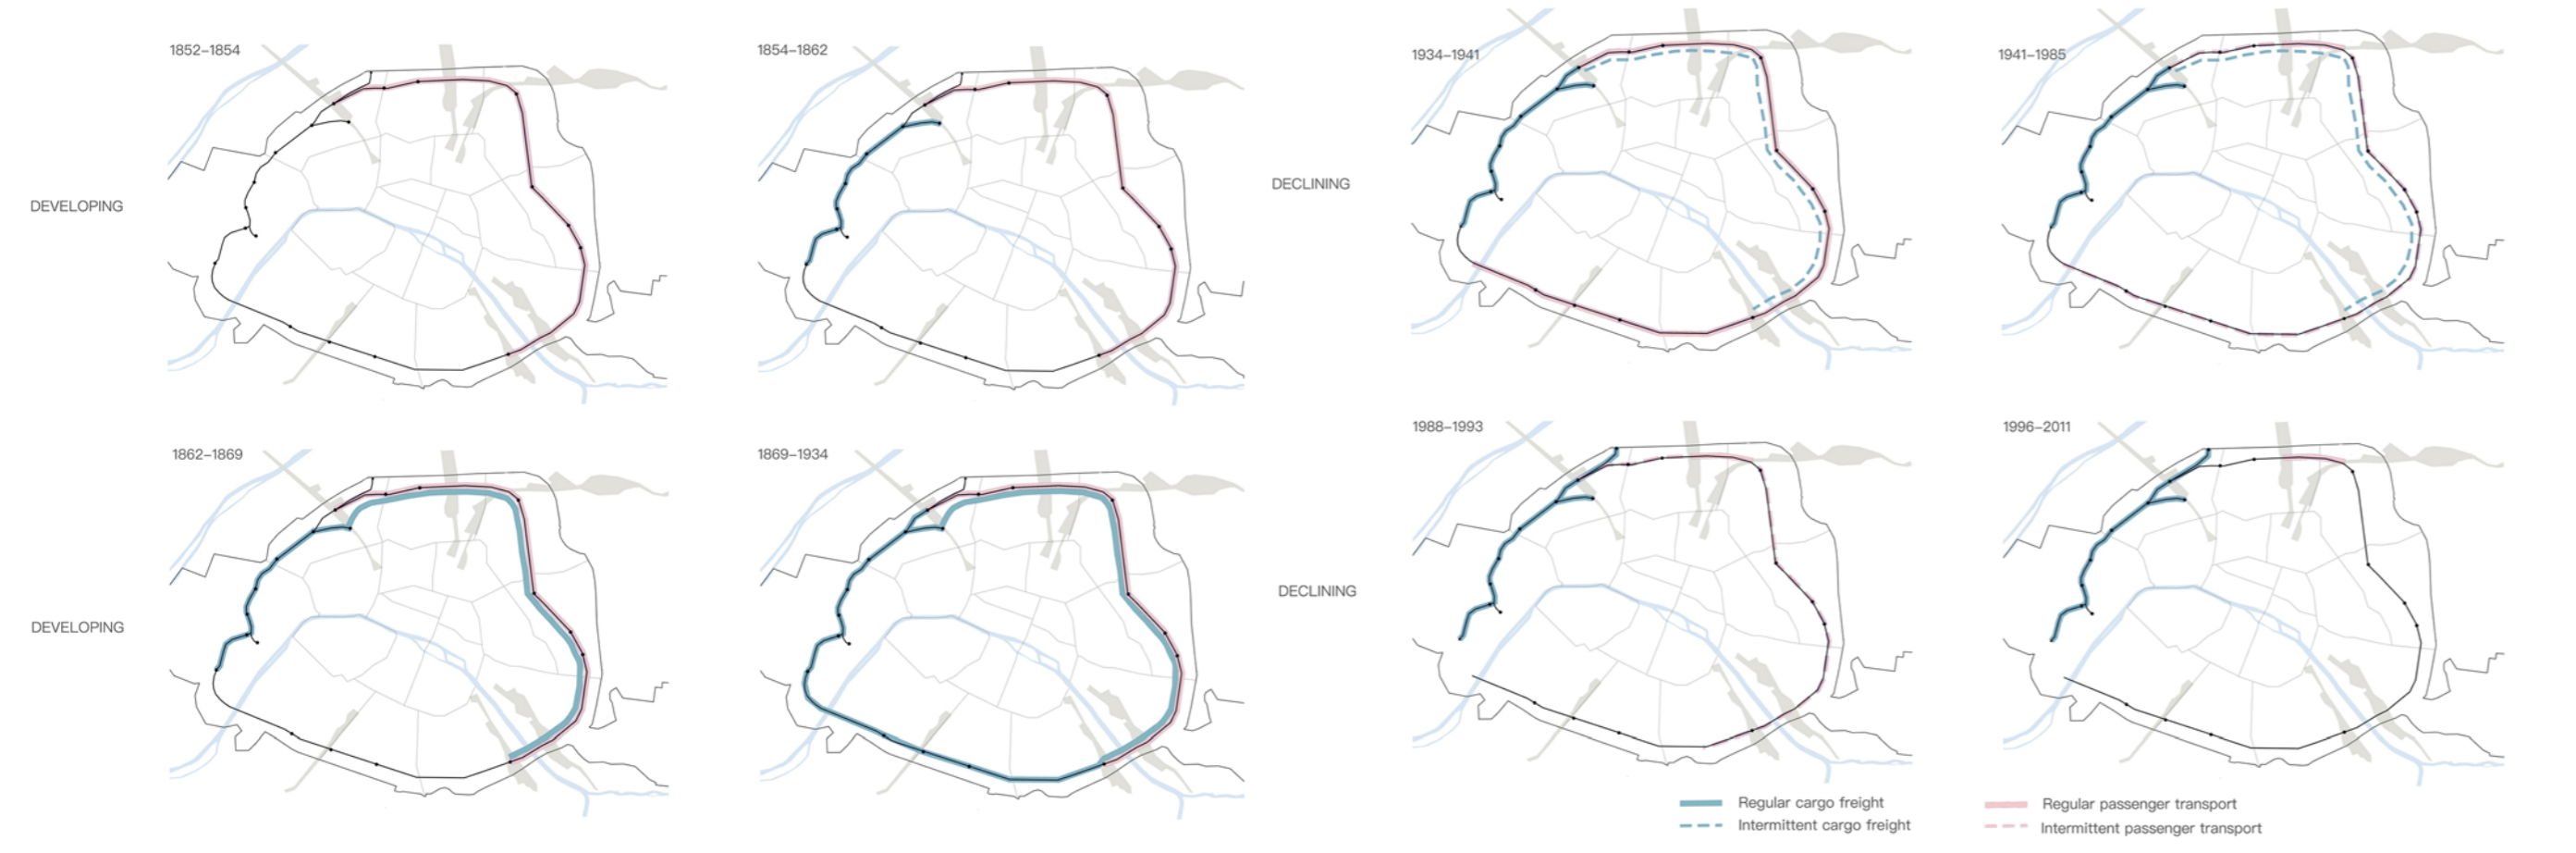 1852–1854
1854–1862
1934–1941
1941–1985
DEVELOPING
DECLINING
1862–1869
1869–1934
1988–1993
1996–2011
DEVELOPING
DECLINING
Regular cargo freight
Intermittent cargo freight
Regular passenger transport
Intermittent passenger transport